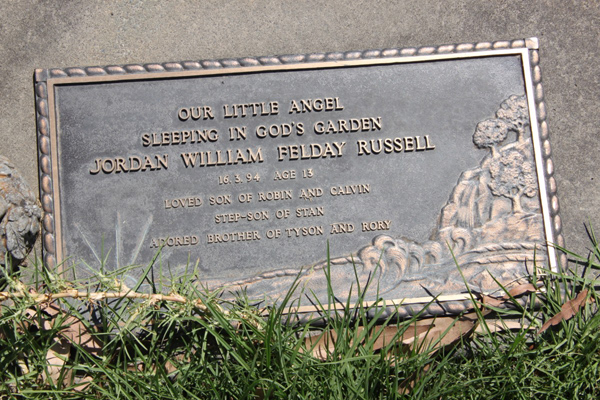 OUR LITTLE ANGEL
SLEEPING IN GOD'S GARDEN
JORDAN WILLIAM FELDAY RUSSELL
16.3.94 AGE 13
LOVED SON OF ROBIN AND CALVIN
STEP-SON OF STAN
ADORED BROTHER OF TYSON AND RORY